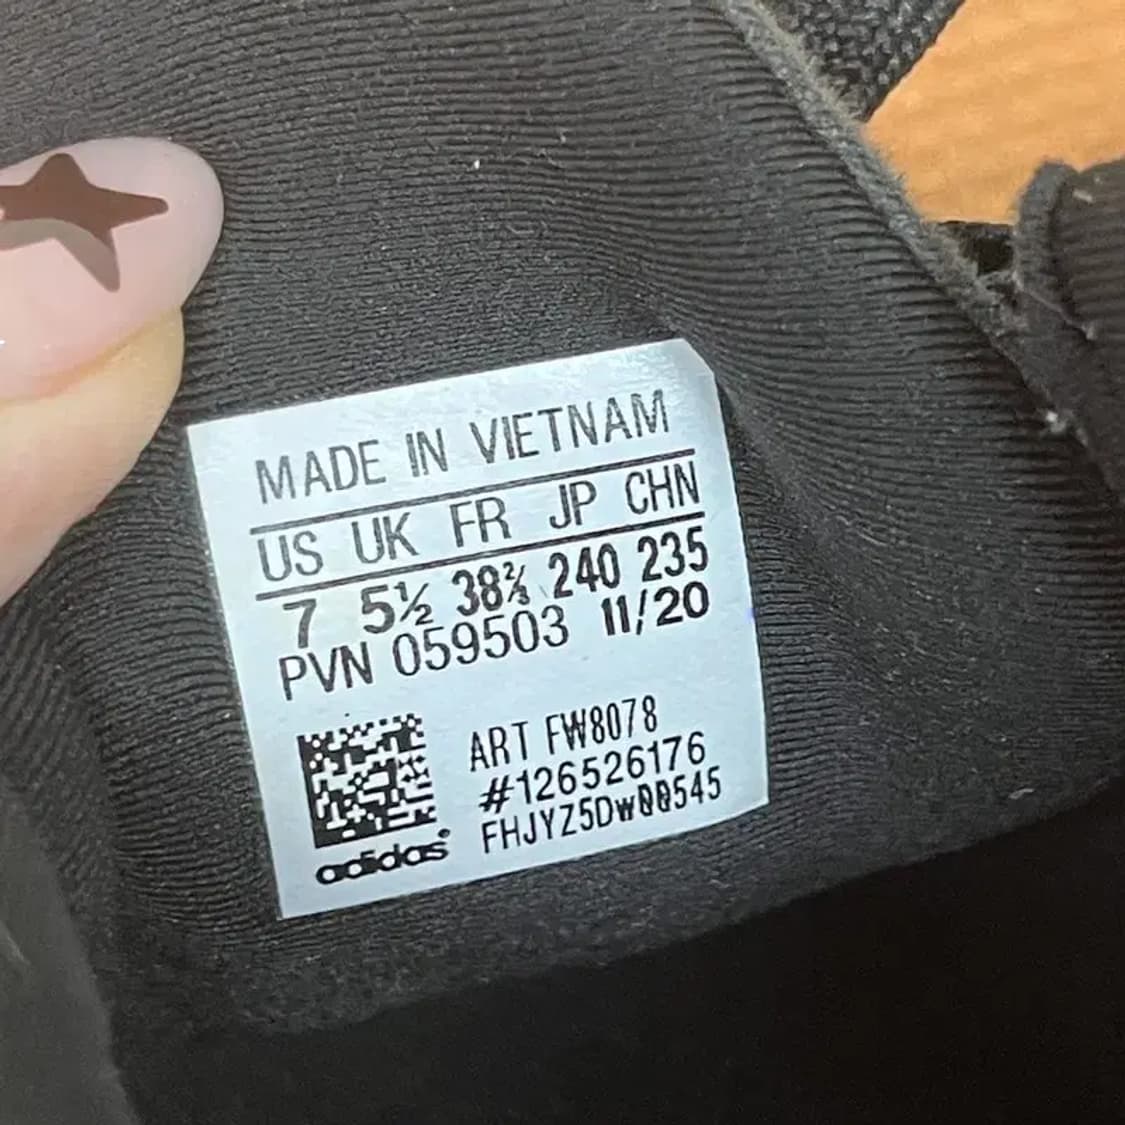 MADE IN VIETNAM
US UK FR JP CHN
7 5½ 38⅔ 240 235
PVN 059503 11/20
ART FW8078
#126526176
FHJYZ5Dw00545
adidas